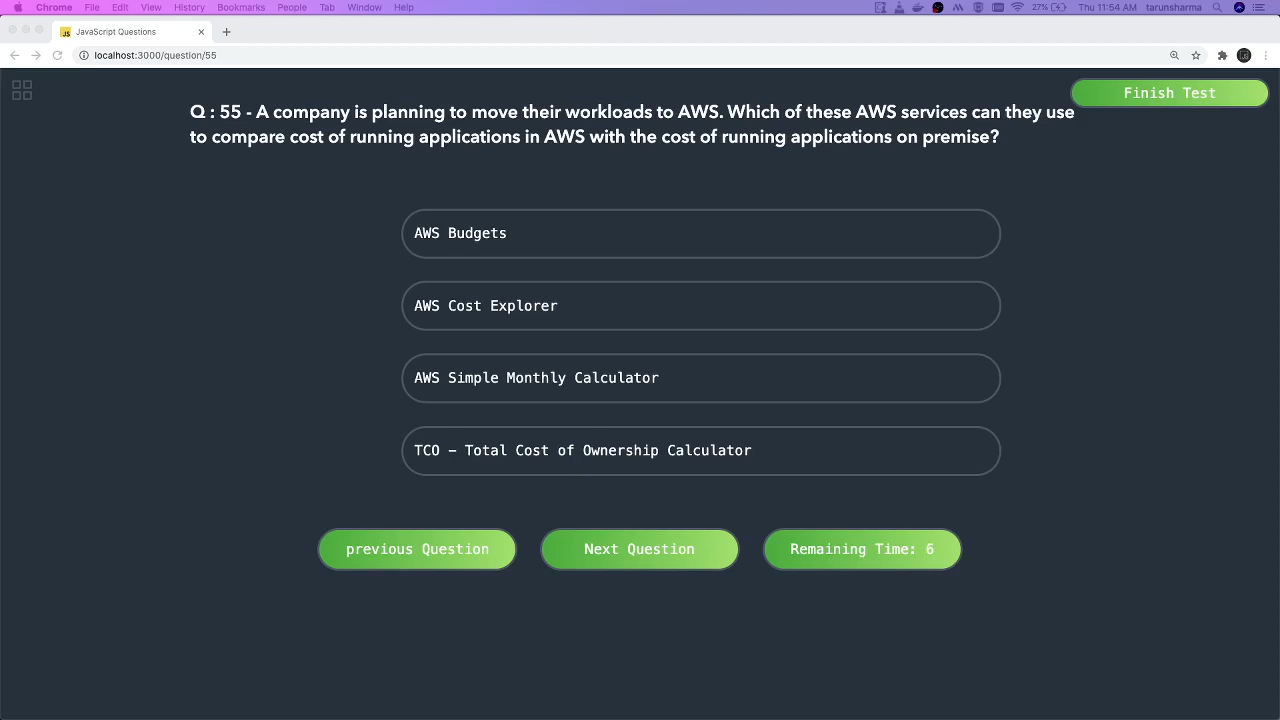 Chrome File Edit View History Bookmarks People Tab Window Help 27% Thu 11:54 AM tarunsharma
JS JavaScript Questions
localhost:3000/question/55
Finish Test
Q : 55 - A company is planning to move their workloads to AWS. Which of these AWS services can they use
to compare cost of running applications in AWS with the cost of running applications on premise?
AWS Budgets
AWS Cost Explorer
AWS Simple Monthly Calculator
TCO – Total Cost of Ownership Calculator
previous Question Next Question Remaining Time: 6